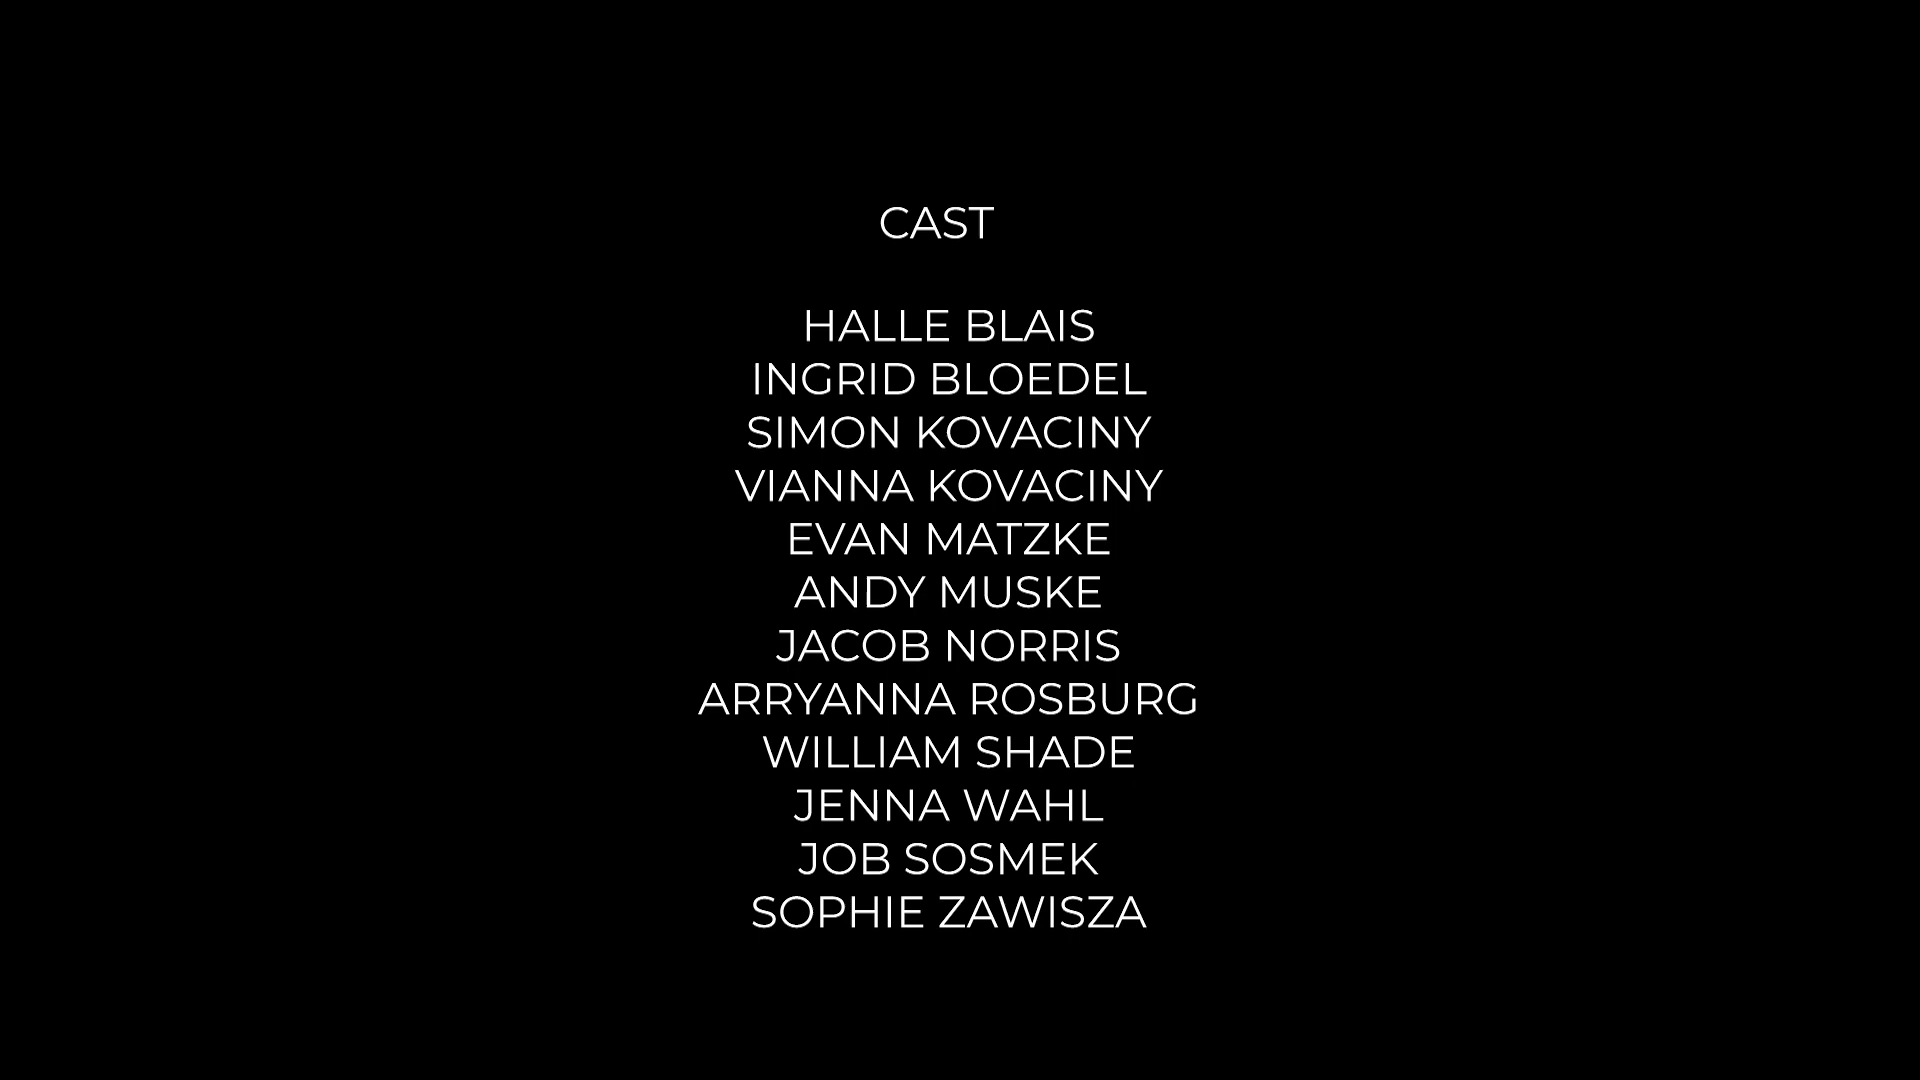 CAST
HALLE BLAIS
INGRID BLOEDEL
SIMON KOVACINY
VIANNA KOVACINY
EVAN MATZKE
ANDY MUSKE
JACOB NORRIS
ARRYANNA ROSBURG
WILLIAM SHADE
JENNA WAHL
JOB SOSMEK
SOPHIE ZAWISZA